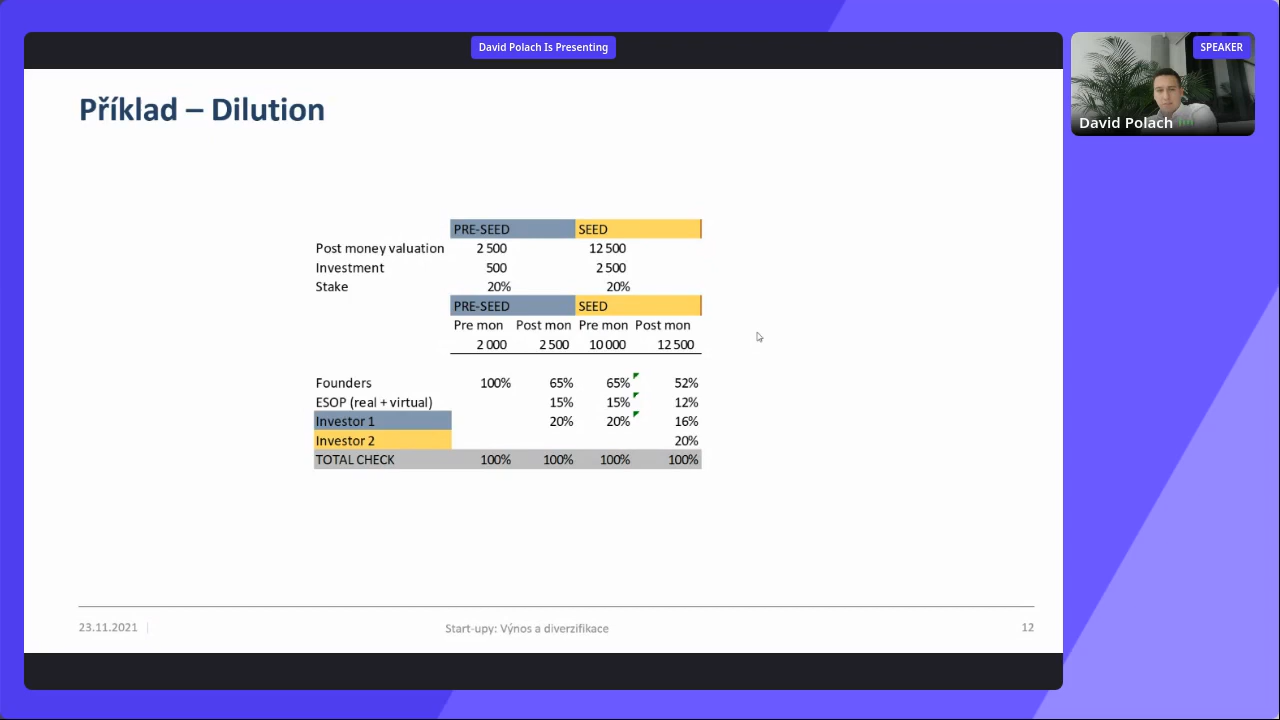 David Polach Is Presenting
SPEAKER
David Polach
Příklad – Dilution
PRE-SEED SEED
Post money valuation 2 500 12 500
Investment 500 2 500
Stake 20% 20%
PRE-SEED SEED
Pre mon Post mon Pre mon Post mon
2 000 2 500 10 000 12 500
Founders 100% 65% 65% 52%
ESOP (real + virtual) 15% 15% 12%
Investor 1 20% 20% 16%
Investor 2 20%
TOTAL CHECK 100% 100% 100% 100%
23.11.2021 Start-upy: Výnos a diverzifikace 12